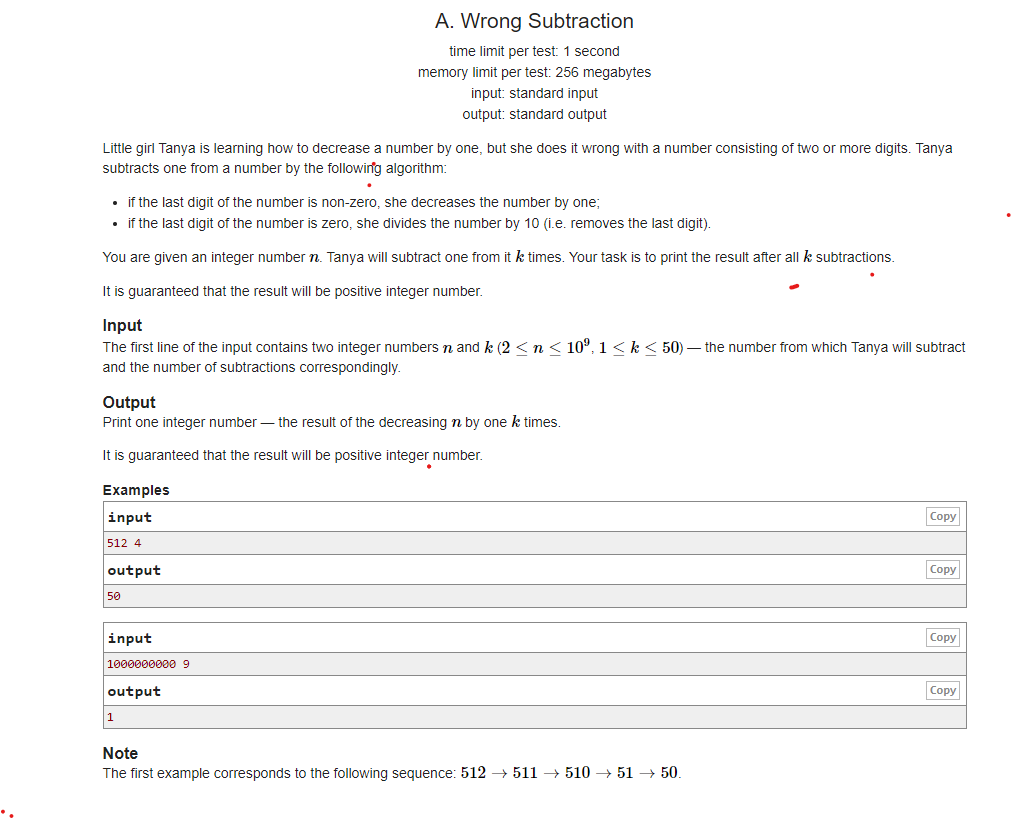 A. Wrong Subtraction
time limit per test: 1 second
memory limit per test: 256 megabytes
input: standard input
output: standard output
Little girl Tanya is learning how to decrease a number by one, but she does it wrong with a number consisting of two or more digits. Tanya
subtracts one from a number by the following algorithm:
• if the last digit of the number is non-zero, she decreases the number by one;
• if the last digit of the number is zero, she divides the number by 10 (i.e. removes the last digit).
You are given an integer number n. Tanya will subtract one from it k times. Your task is to print the result after all k subtractions.
It is guaranteed that the result will be positive integer number.
Input
The first line of the input contains two integer numbers n and k (2 ≤ n ≤ 10⁹, 1 ≤ k ≤ 50) — the number from which Tanya will subtract
and the number of subtractions correspondingly.
Output
Print one integer number — the result of the decreasing n by one k times.
It is guaranteed that the result will be positive integer number.
Examples
input Copy
512 4
output Copy
50
input Copy
1000000000 9
output Copy
1
Note
The first example corresponds to the following sequence: 512 → 511 → 510 → 51 → 50.